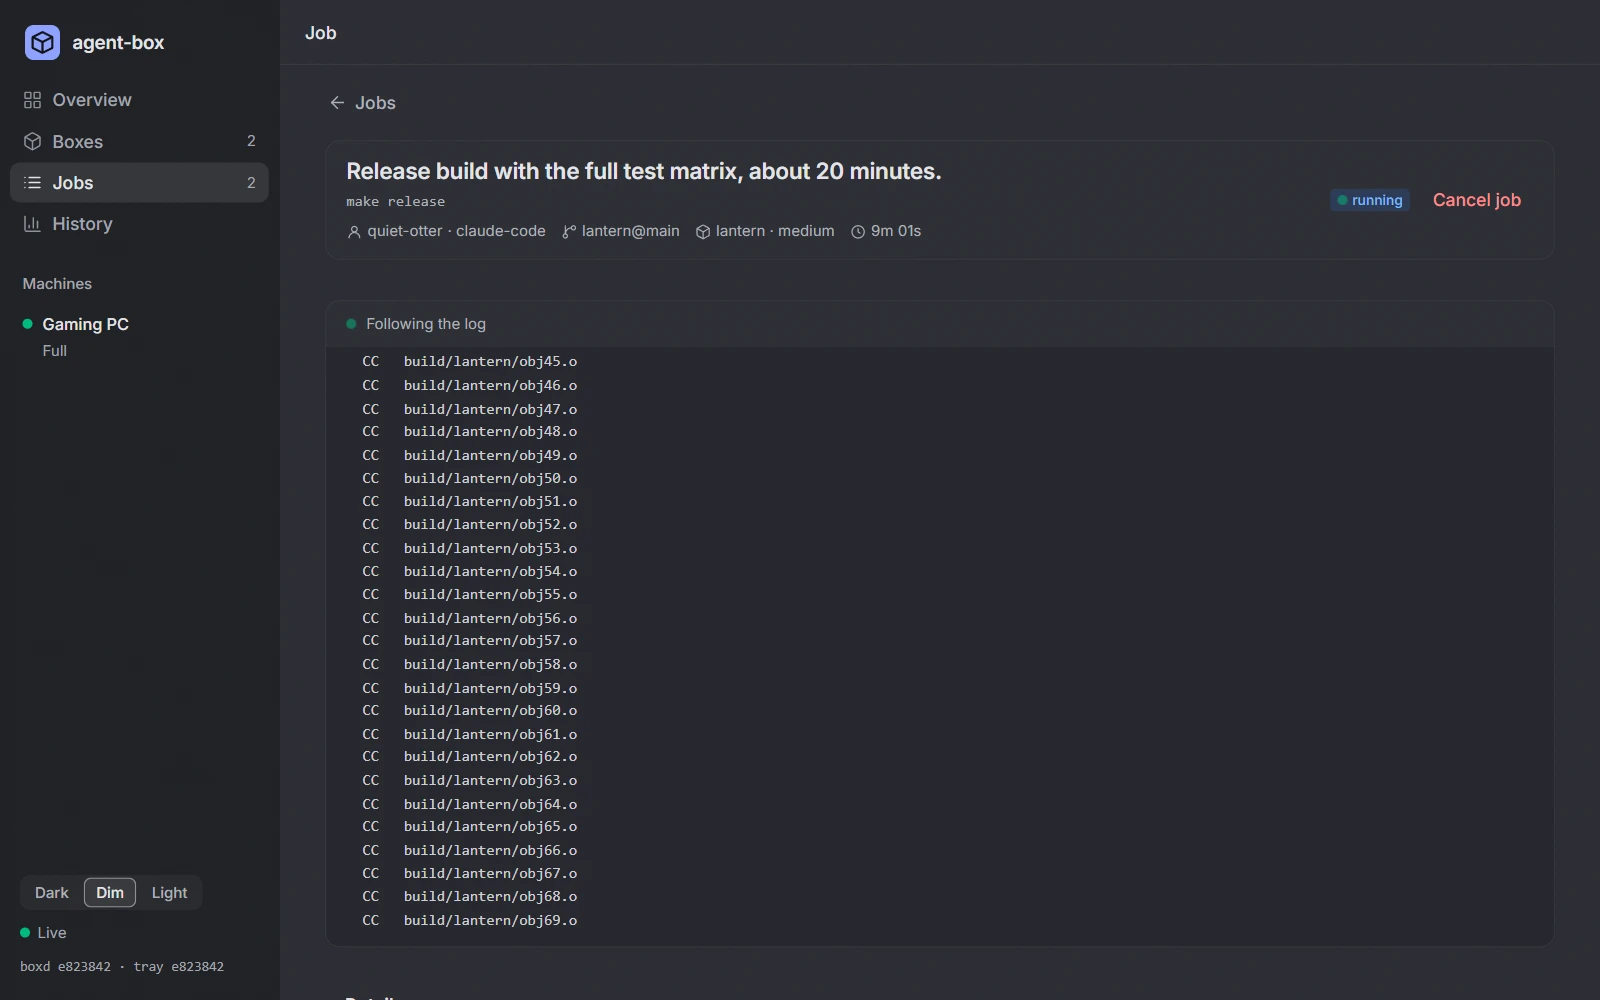 agent-box
Overview
Boxes 2
Jobs 2
History
Machines
Gaming PC
Full
Dark Dim Light
Live
boxd e823842 · tray e823842
Job
← Jobs
Release build with the full test matrix, about 20 minutes.
make release
quiet-otter · claude-code lantern@main lantern · medium 9m 01s
running
Cancel job
Following the log
CC build/lantern/obj45.o
CC build/lantern/obj46.o
CC build/lantern/obj47.o
CC build/lantern/obj48.o
CC build/lantern/obj49.o
CC build/lantern/obj50.o
CC build/lantern/obj51.o
CC build/lantern/obj52.o
CC build/lantern/obj53.o
CC build/lantern/obj54.o
CC build/lantern/obj55.o
CC build/lantern/obj56.o
CC build/lantern/obj57.o
CC build/lantern/obj58.o
CC build/lantern/obj59.o
CC build/lantern/obj60.o
CC build/lantern/obj61.o
CC build/lantern/obj62.o
CC build/lantern/obj63.o
CC build/lantern/obj64.o
CC build/lantern/obj65.o
CC build/lantern/obj66.o
CC build/lantern/obj67.o
CC build/lantern/obj68.o
CC build/lantern/obj69.o